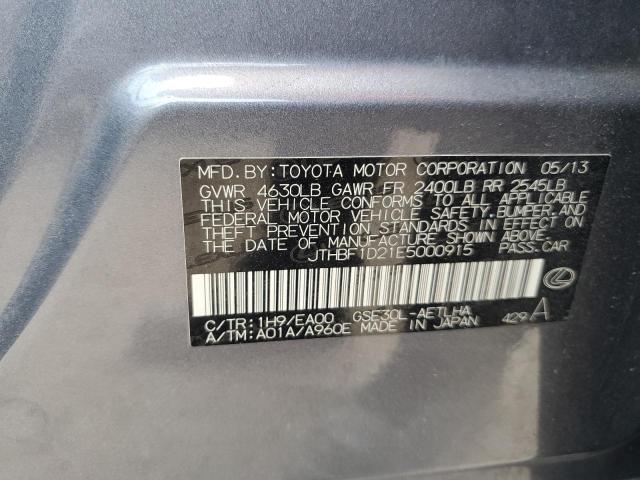 MFD. BY: TOYOTA MOTOR CORPORATION 05/13
GVWR 4630LB GAWR FR 2400LB RR 2545LB
THIS VEHICLE CONFORMS TO ALL APPLICABLE
FEDERAL MOTOR VEHICLE SAFETY, BUMPER, AND
THEFT PREVENTION STANDARDS IN EFFECT ON
THE DATE OF MANUFACTURE SHOWN ABOVE.
JTHBF1D21E5000915 PASS. CAR
C/TR: 1H9/EA00 GSE30L-AETLHA
A/TM: A01A/A960E MADE IN JAPAN 429 A